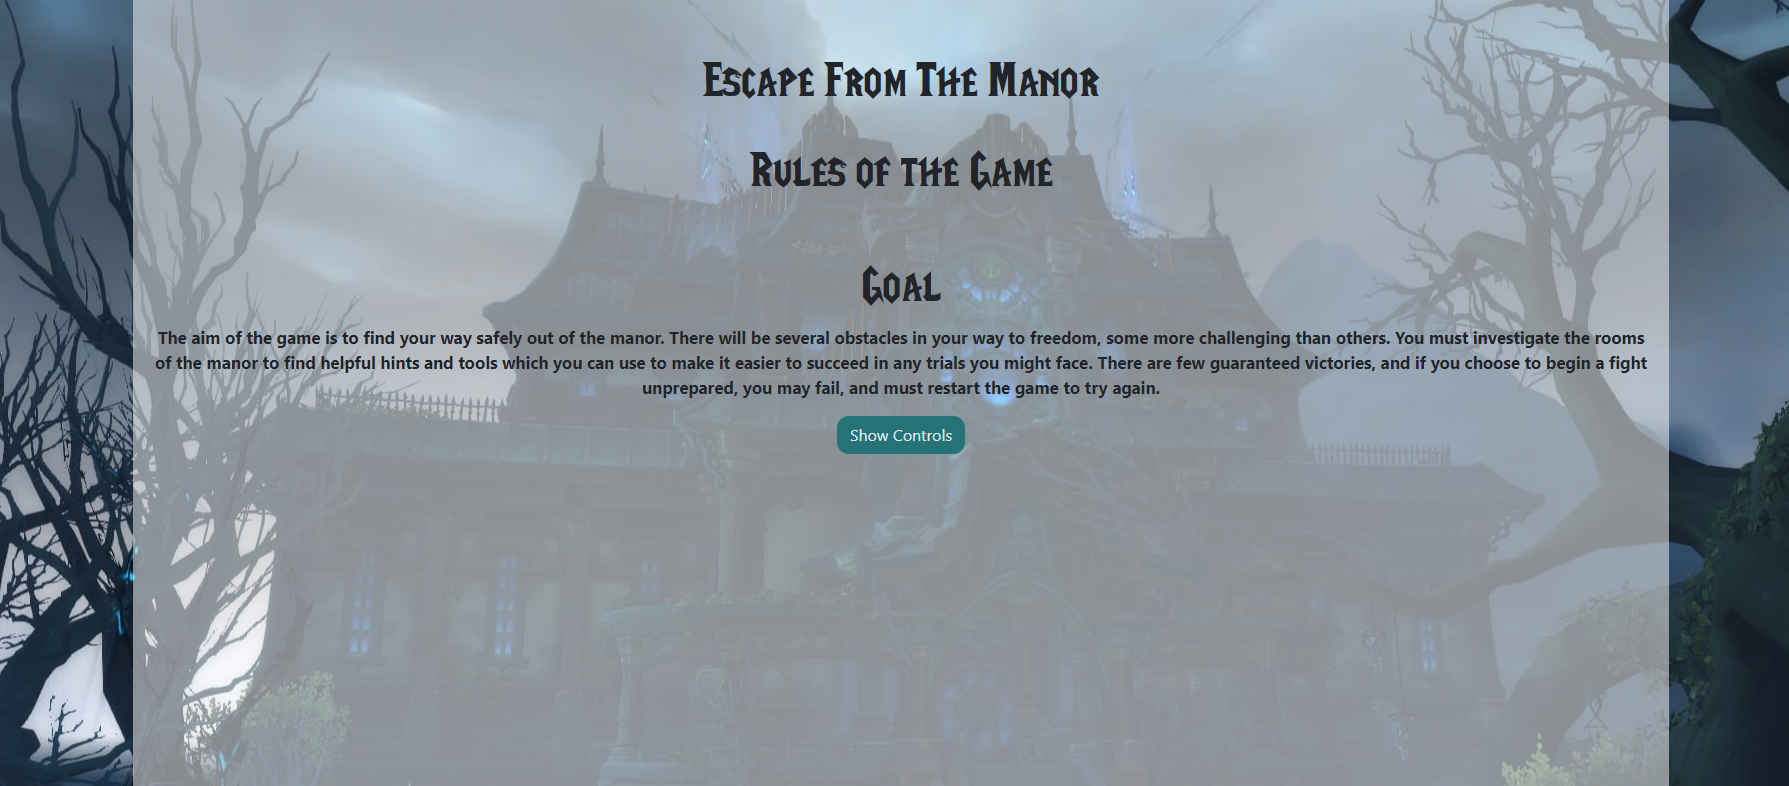 Escape From The Manor
Rules of the Game
Goal
The aim of the game is to find your way safely out of the manor. There will be several obstacles in your way to freedom, some more challenging than others. You must investigate the rooms
of the manor to find helpful hints and tools which you can use to make it easier to succeed in any trials you might face. There are few guaranteed victories, and if you choose to begin a fight
unprepared, you may fail, and must restart the game to try again.
Show Controls